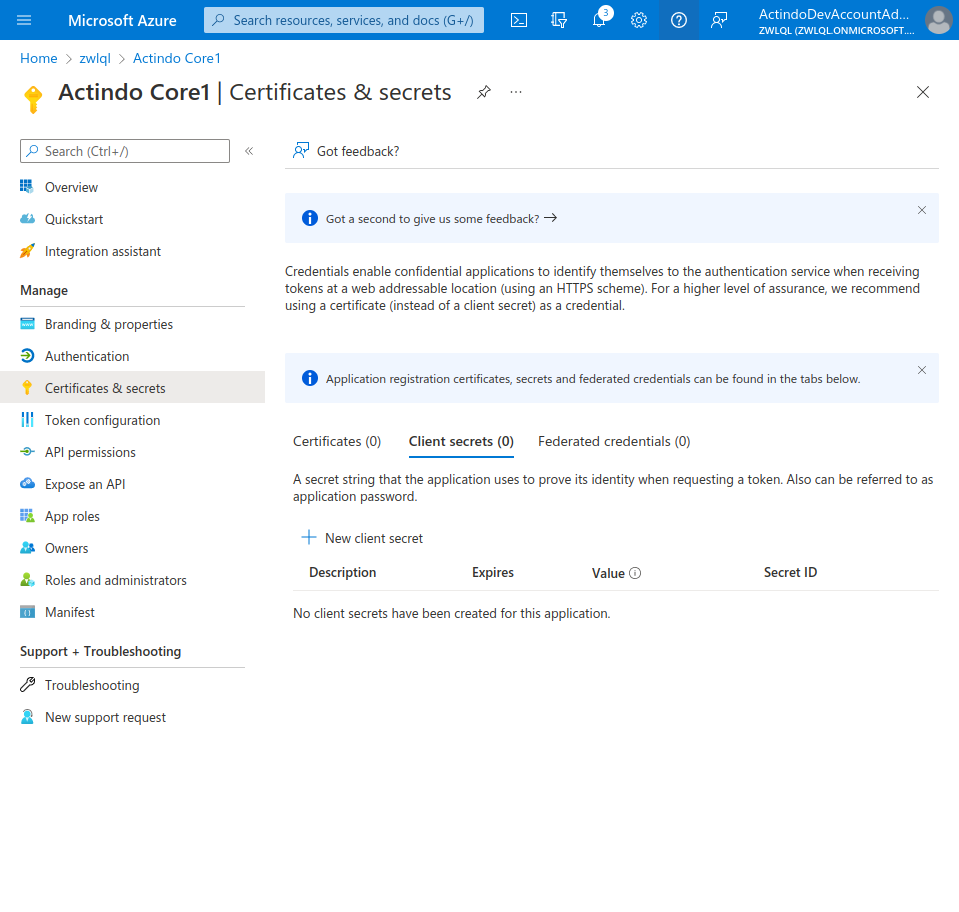 Microsoft Azure
Search resources, services, and docs (G+/)
3
ActindoDevAccountAd...
ZWLQL (ZWLQL.ONMICROSOFT....
Home > zwlql > Actindo Core1
Actindo Core1 | Certificates & secrets
...
Search (Ctrl+/)
«
Overview
Quickstart
Integration assistant
Manage
Branding & properties
Authentication
Certificates & secrets
Token configuration
API permissions
Expose an API
App roles
Owners
Roles and administrators
Manifest
Support + Troubleshooting
Troubleshooting
New support request
Got feedback?
Got a second to give us some feedback? →
Credentials enable confidential applications to identify themselves to the authentication service when receiving
tokens at a web addressable location (using an HTTPS scheme). For a higher level of assurance, we recommend
using a certificate (instead of a client secret) as a credential.
Application registration certificates, secrets and federated credentials can be found in the tabs below.
Certificates (0) Client secrets (0) Federated credentials (0)
A secret string that the application uses to prove its identity when requesting a token. Also can be referred to as
application password.
New client secret
Description Expires Value Secret ID
No client secrets have been created for this application.